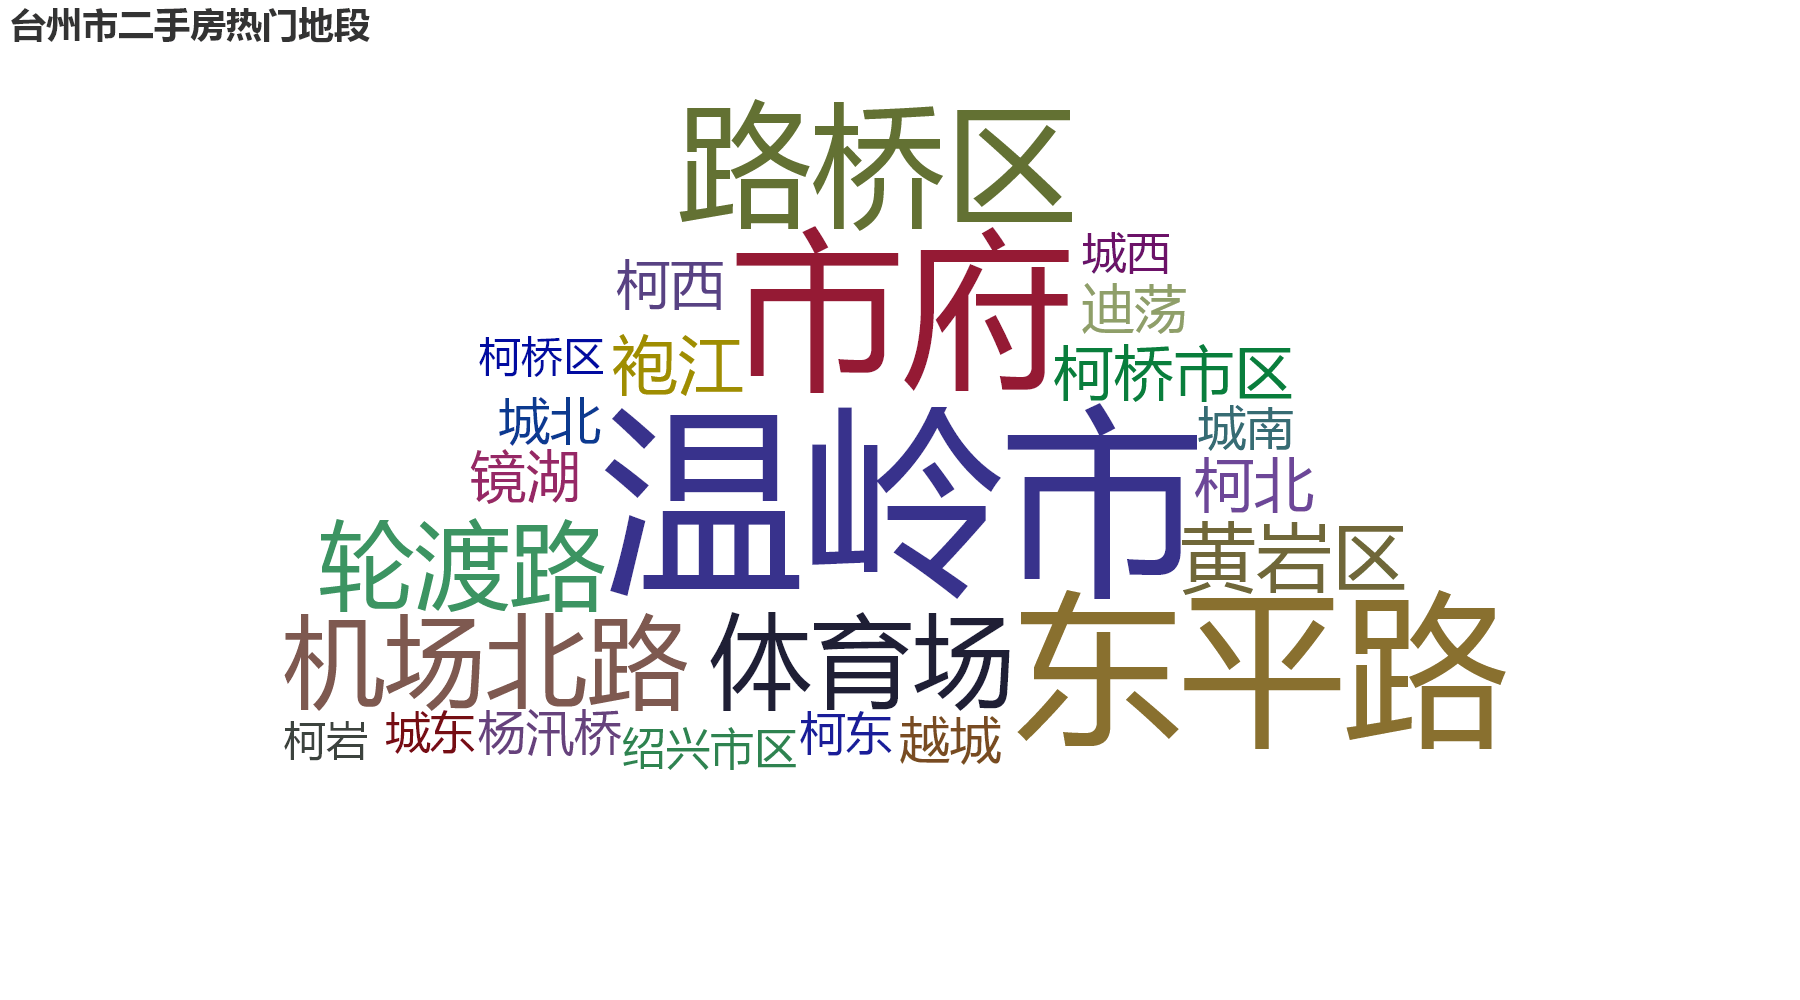 台州市二手房热门地段
路桥区
市府
城西
柯西
迪荡
柯桥区
袍江
柯桥市区
城北
温岭市
城南
镜湖
柯北
轮渡路
黄岩区
机场北路
体育场
东平路
柯岩
城东
杨汛桥
绍兴市区
柯东
越城